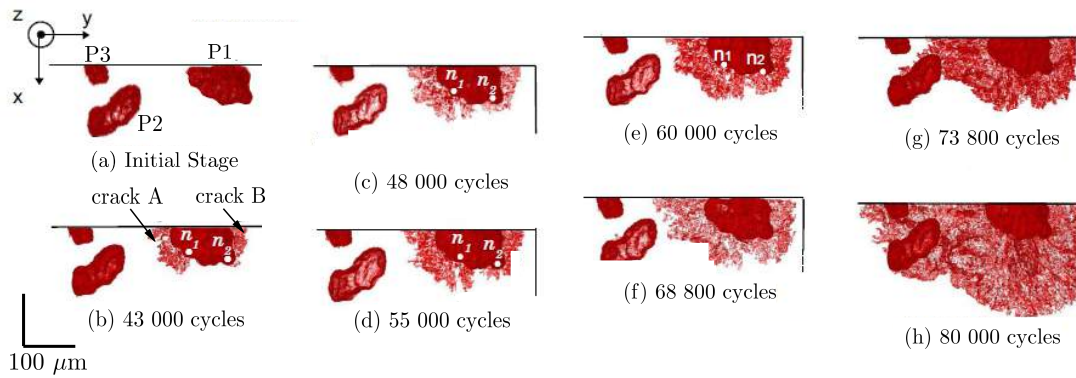 z
y
x
P3
P1
P2
(a) Initial Stage
crack A
crack B
n1
n2
(b) 43 000 cycles
100 μm
n1
n2
(c) 48 000 cycles
n1
n2
(d) 55 000 cycles
n1
n2
(e) 60 000 cycles
(f) 68 800 cycles
(g) 73 800 cycles
(h) 80 000 cycles